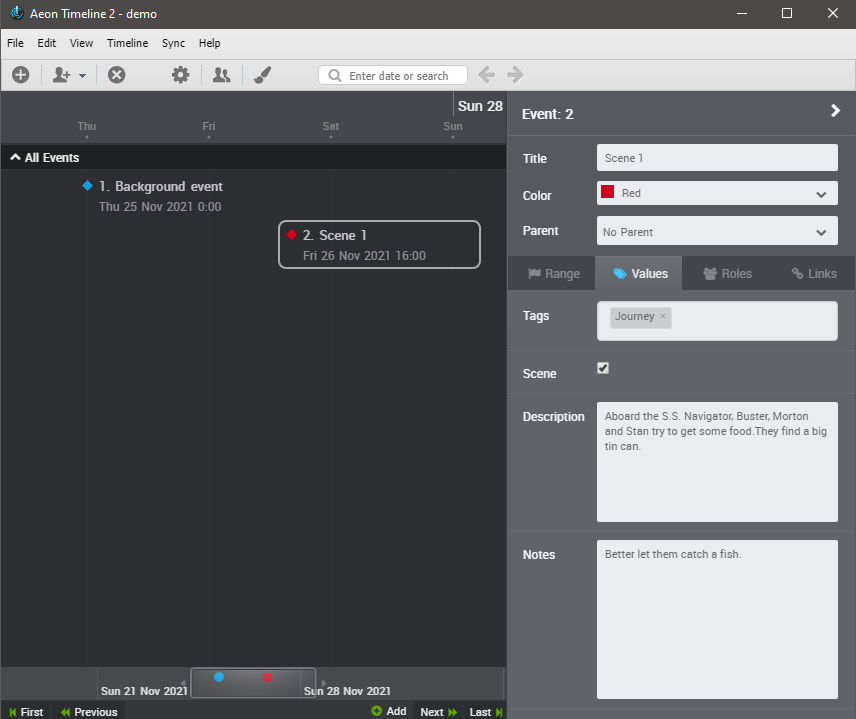 Aeon Timeline 2 - demo
File Edit View Timeline Sync Help
Enter date or search
Sun 28
Thu Fri Sat Sun
All Events
1. Background event
Thu 25 Nov 2021 0:00
2. Scene 1
Fri 26 Nov 2021 16:00
Sun 21 Nov 2021 Sun 28 Nov 2021
First Previous Add Next Last
Event: 2
Title Scene 1
Color Red
Parent No Parent
Range Values Roles Links
Tags Journey ×
Scene
Description
Aboard the S.S. Navigator, Buster, Morton
and Stan try to get some food.They find a big
tin can.
Notes
Better let them catch a fish.